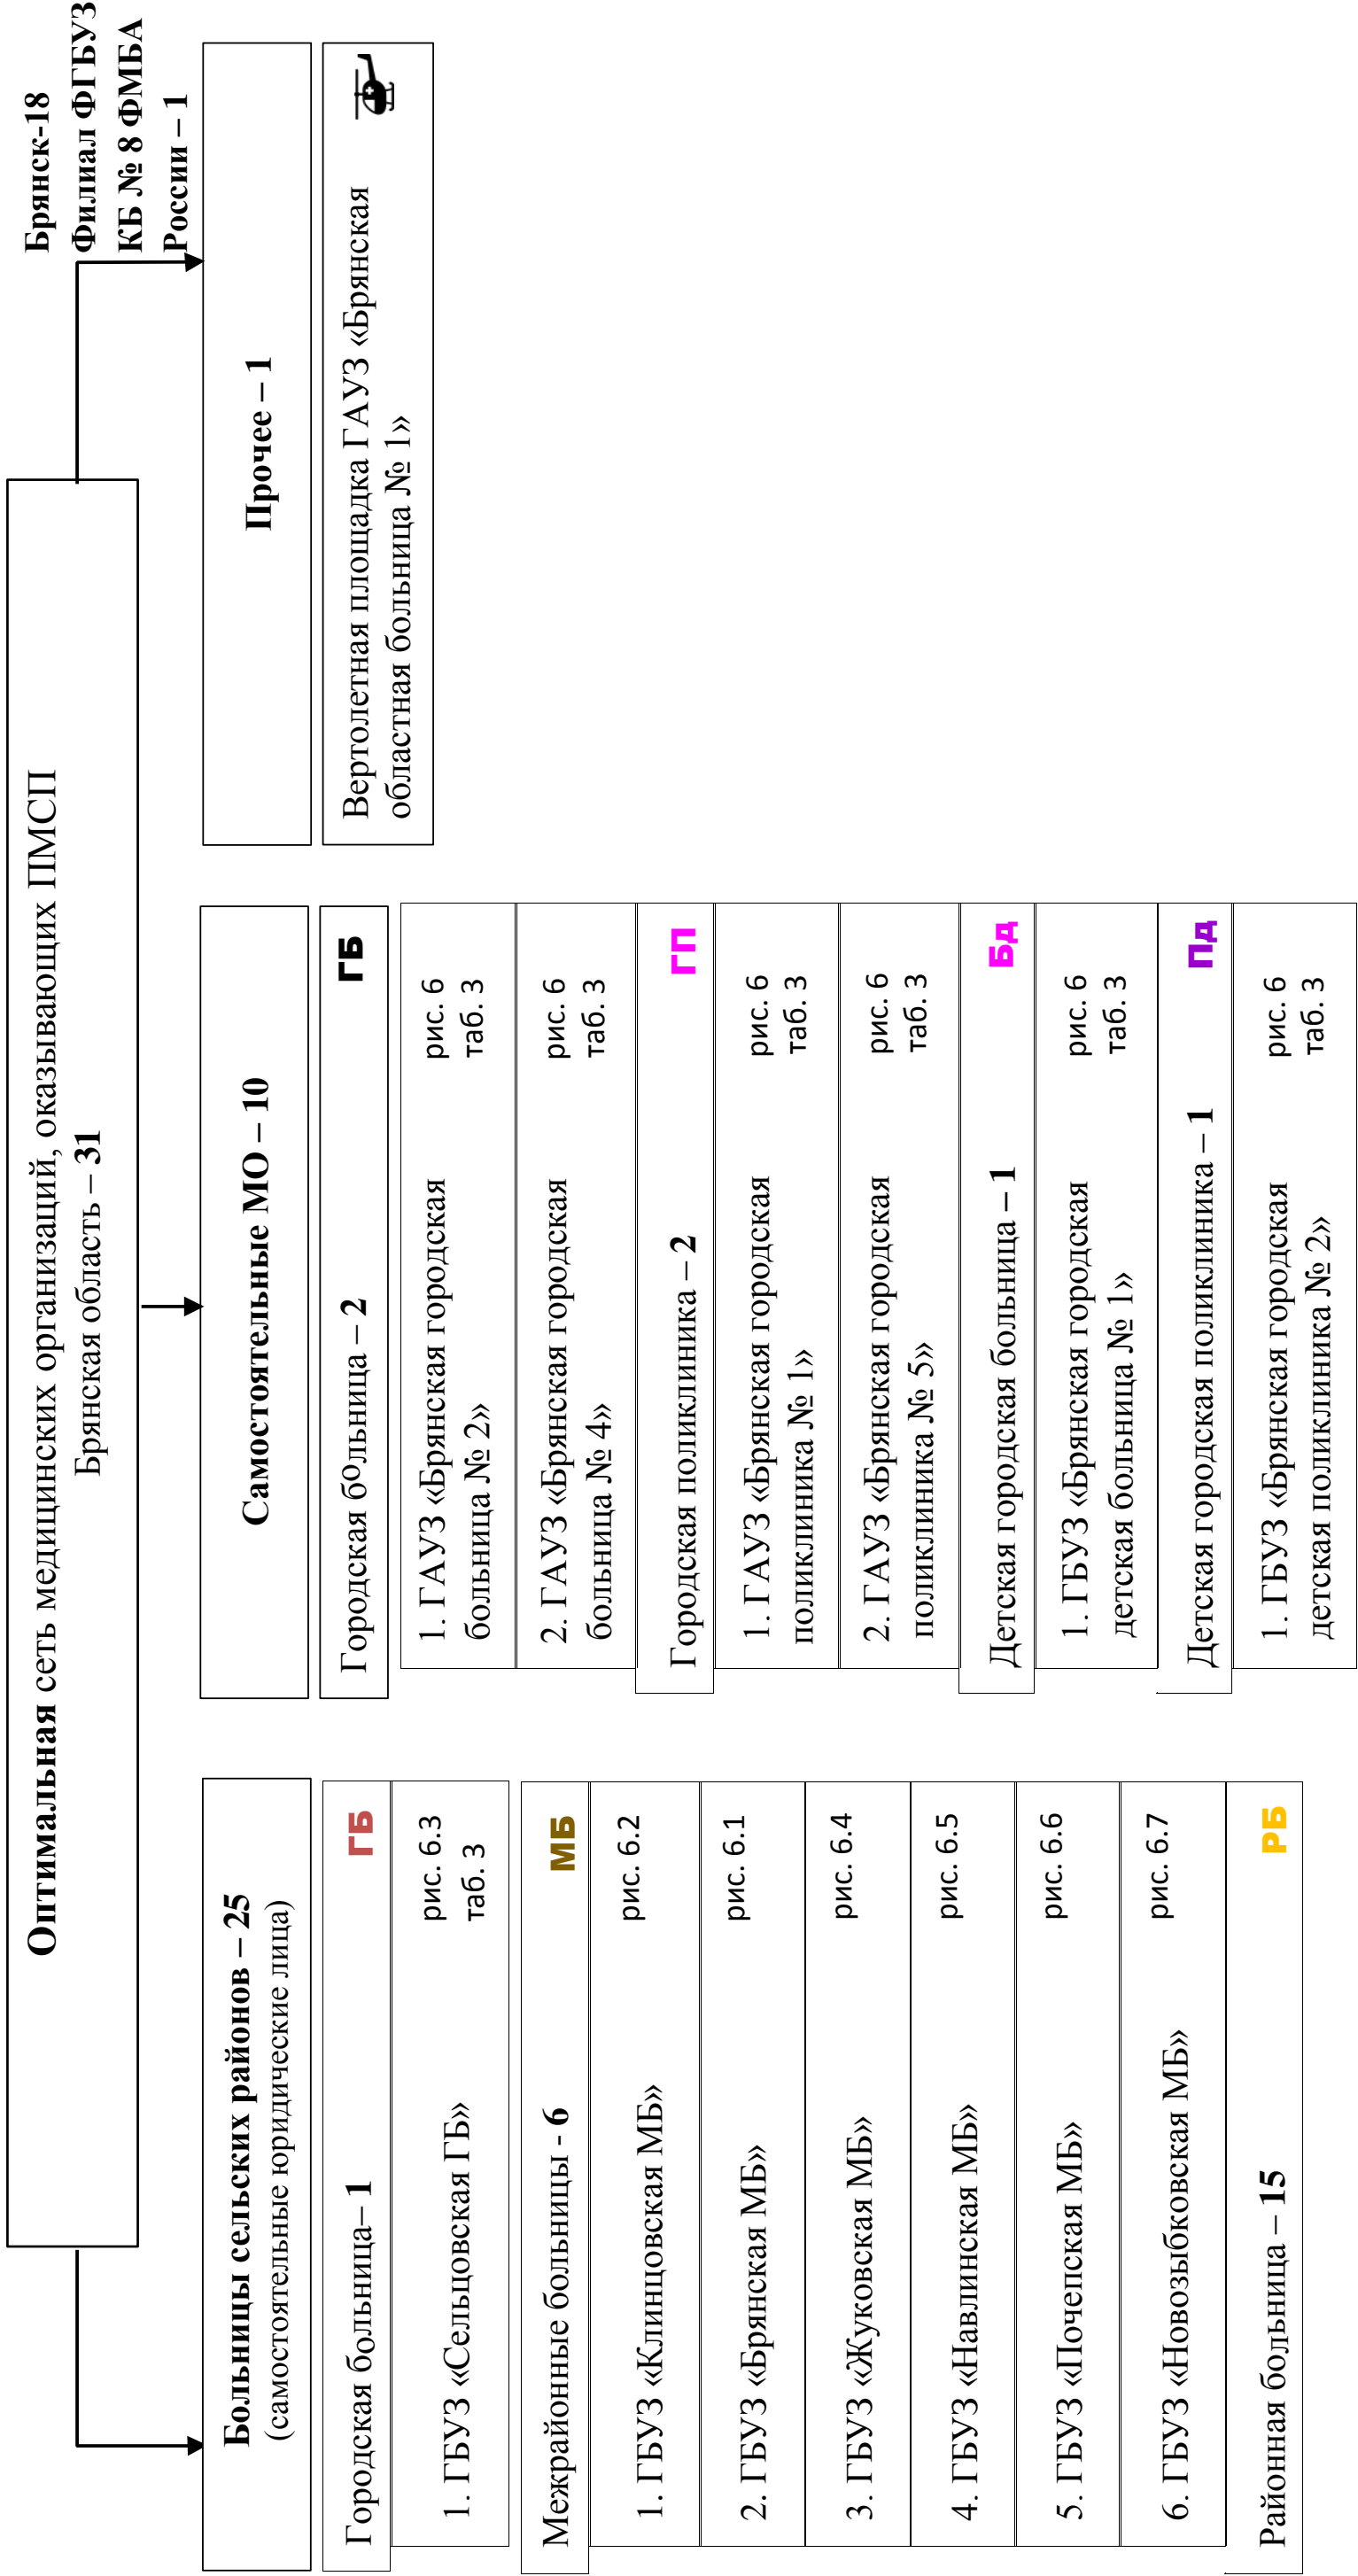 Оптимальная сеть медицинских организаций, оказывающих ПМСП
Брянская область – 31
Брянск-18
Филиал ФГБУЗ
КБ № 8 ФМБА
России – 1
Больницы сельских районов – 25
(самостоятельные юридические лица)
Городская больница– 1 ГБ
1. ГБУЗ «Сельцовская ГБ» рис. 6.3
таб. 3
Межрайонные больницы - 6 МБ
1. ГБУЗ «Клинцовская МБ» рис. 6.2
2. ГБУЗ «Брянская МБ» рис. 6.1
3. ГБУЗ «Жуковская МБ» рис. 6.4
4. ГБУЗ «Навлинская МБ» рис. 6.5
5. ГБУЗ «Почепская МБ» рис. 6.6
6. ГБУЗ «Новозыбковская МБ» рис. 6.7
Районная больница – 15 РБ
Самостоятельные МО – 10
Городская больница – 2 ГБ
1. ГАУЗ «Брянская городская рис. 6
больница № 2» таб. 3
2. ГАУЗ «Брянская городская рис. 6
больница № 4» таб. 3
Городская поликлиника – 2 ГП
1. ГАУЗ «Брянская городская рис. 6
поликлиника № 1» таб. 3
2. ГАУЗ «Брянская городская рис. 6
поликлиника № 5» таб. 3
Детская городская больница – 1 Бд
1. ГБУЗ «Брянская городская рис. 6
детская больница № 1» таб. 3
Детская городская поликлиника – 1 Пд
1. ГБУЗ «Брянская городская рис. 6
детская поликлиника № 2» таб. 3
Прочее – 1
Вертолетная площадка ГАУЗ «Брянская
областная больница № 1»